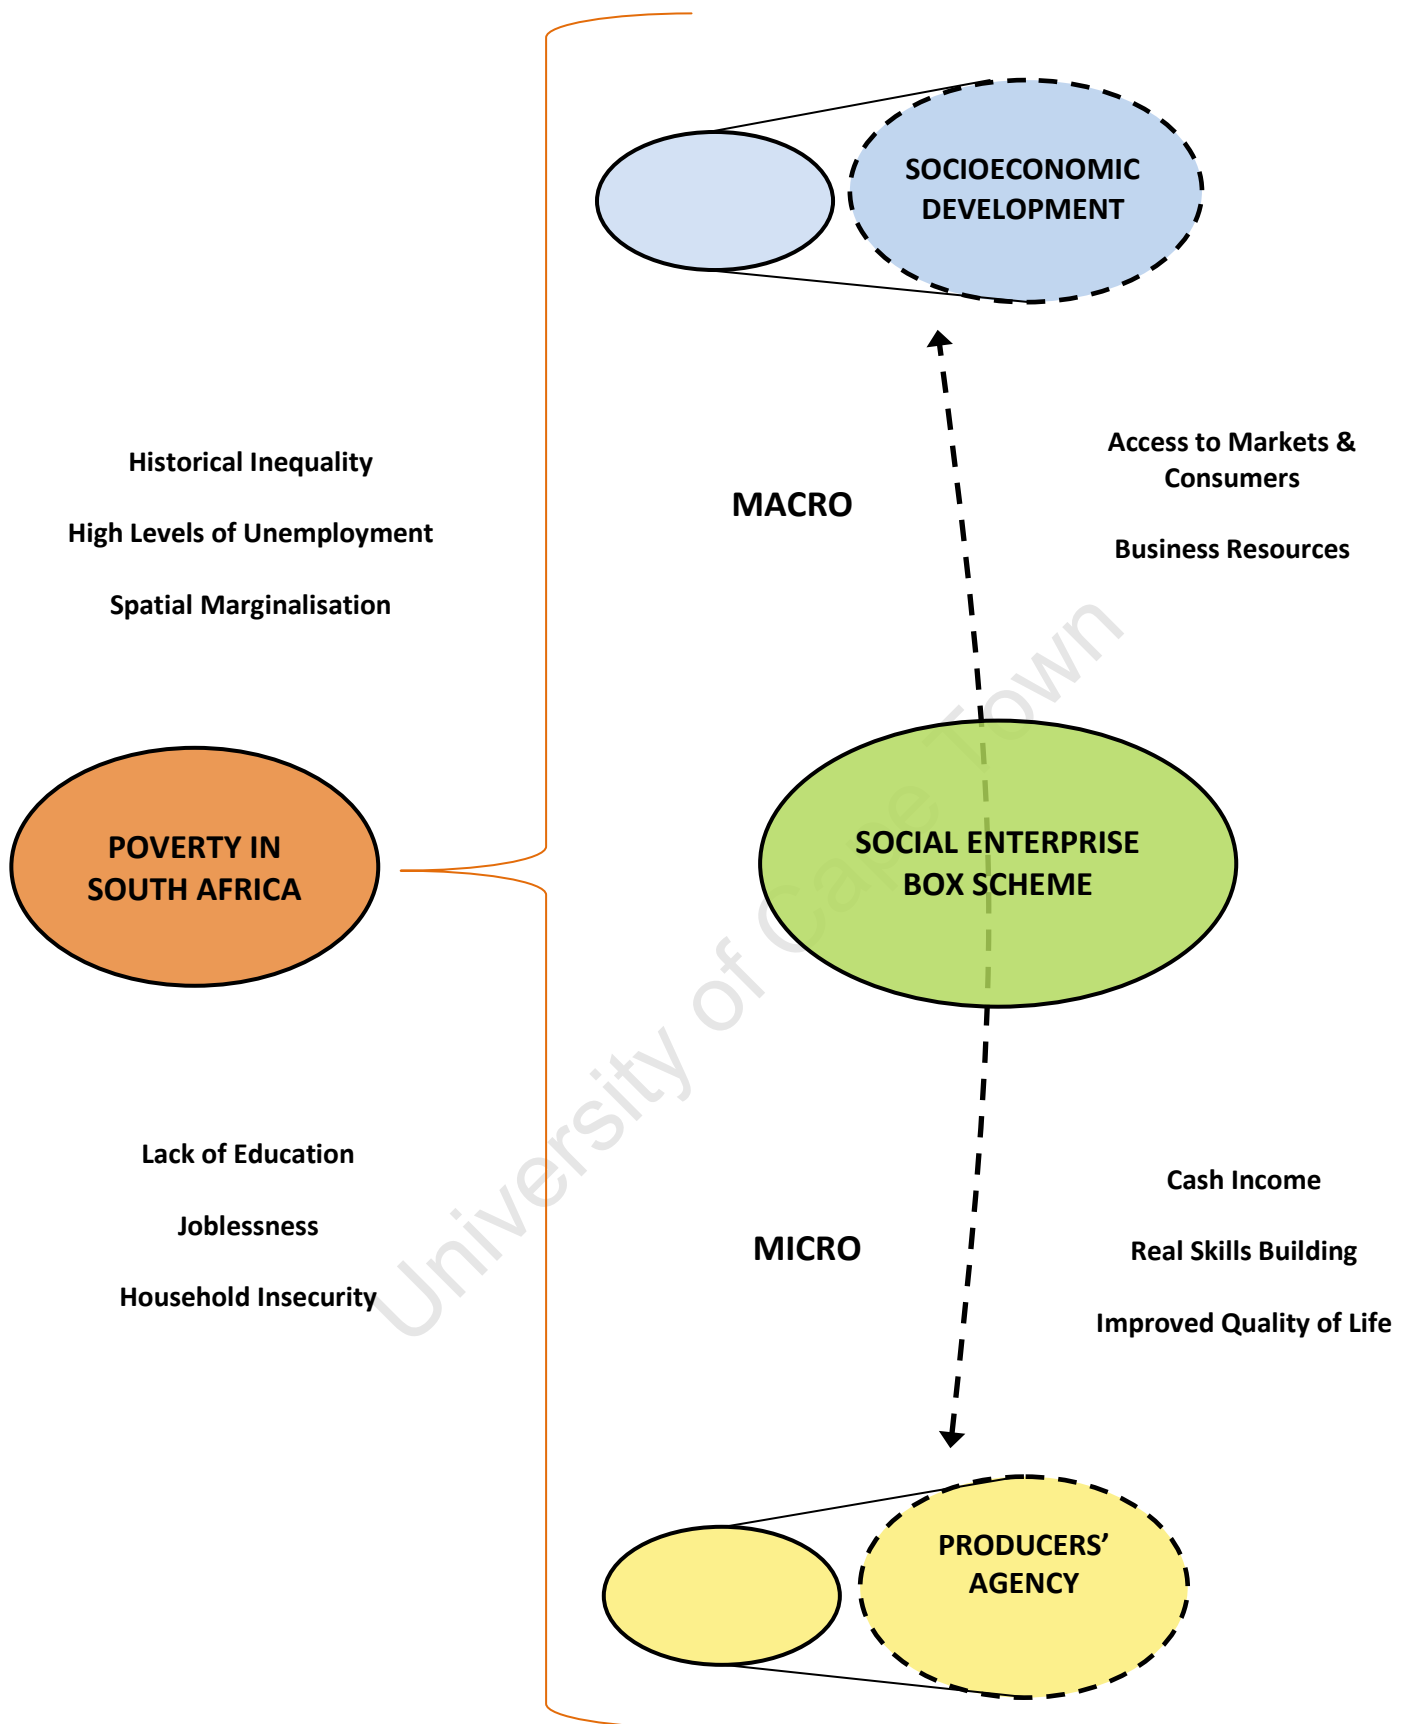 SOCIOECONOMIC
DEVELOPMENT
Historical Inequality
High Levels of Unemployment
Spatial Marginalisation
MACRO
Access to Markets &
Consumers
Business Resources
POVERTY IN
SOUTH AFRICA
SOCIAL ENTERPRISE
BOX SCHEME
Lack of Education
Joblessness
Household Insecurity
MICRO
Cash Income
Real Skills Building
Improved Quality of Life
PRODUCERS’
AGENCY
University of Cape Town